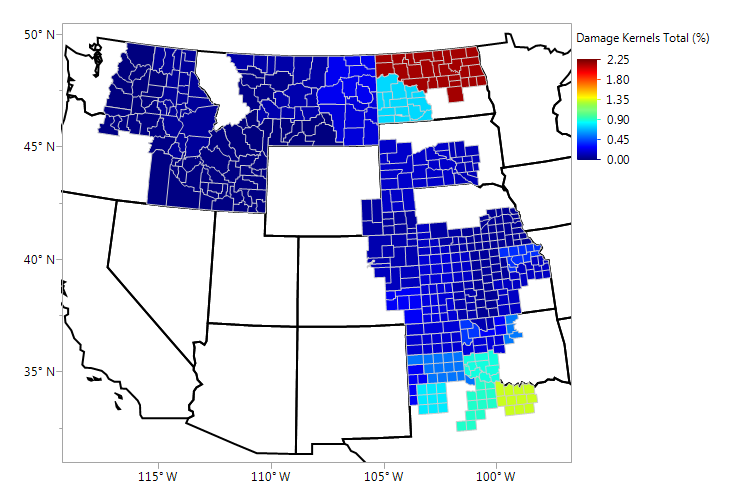 Damage Kernels Total (%)
2.25
1.80
1.35
0.90
0.45
0.00
50° N
45° N
40° N
35° N
115° W
110° W
105° W
100° W